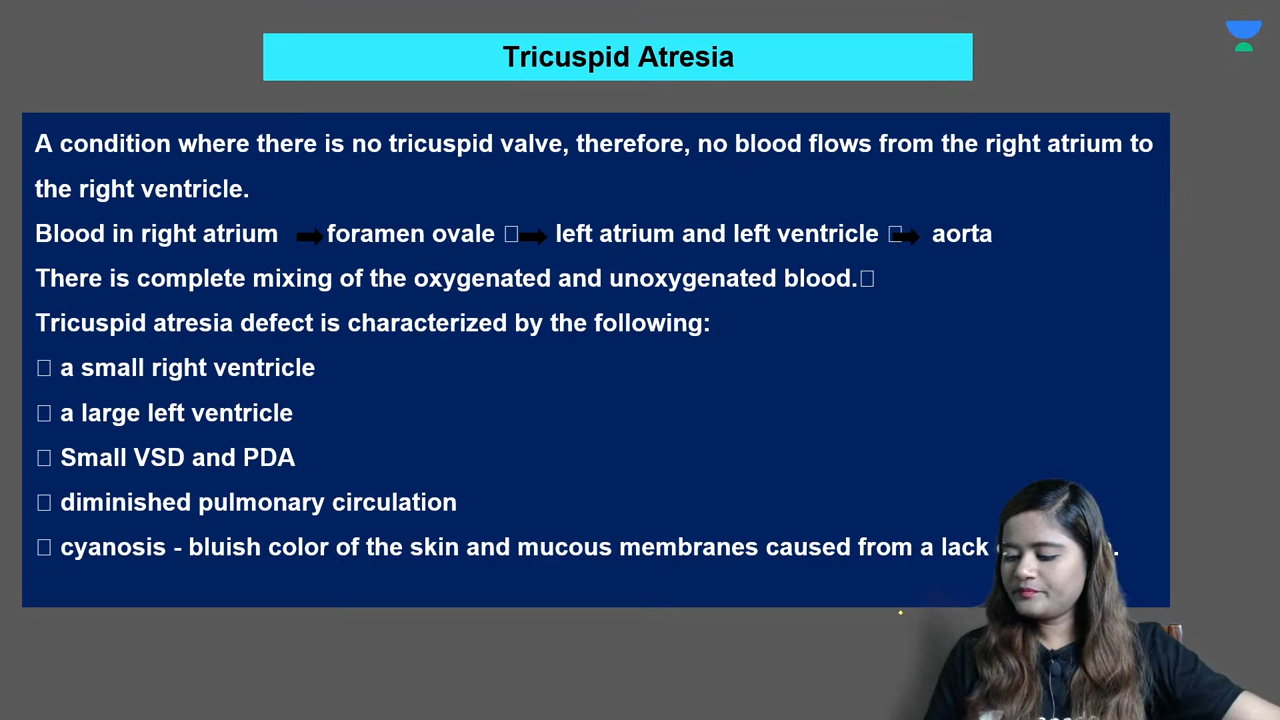 Tricuspid Atresia
A condition where there is no tricuspid valve, therefore, no blood flows from the right atrium to
the right ventricle.
Blood in right atrium ➡foramen ovale □➡ left atrium and left ventricle □➡ aorta
There is complete mixing of the oxygenated and unoxygenated blood.□
Tricuspid atresia defect is characterized by the following:
□ a small right ventricle
□ a large left ventricle
□ Small VSD and PDA
□ diminished pulmonary circulation
□ cyanosis - bluish color of the skin and mucous membranes caused from a lack